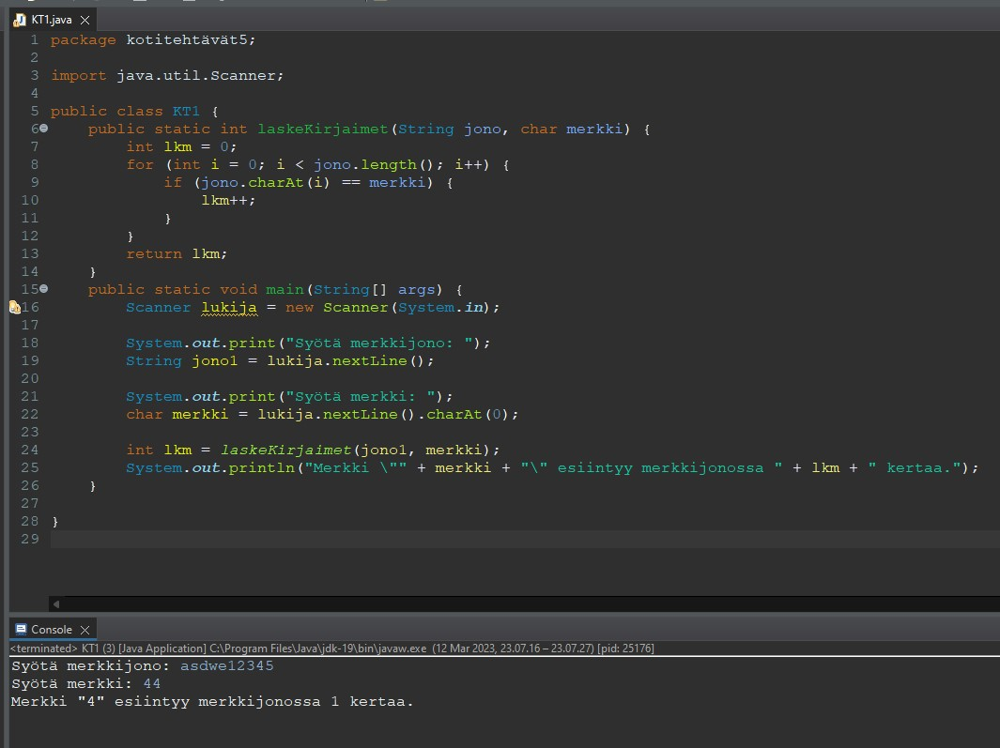 KT1.java
1 package kotitehtävät5;
2
3 import java.util.Scanner;
4
5 public class KT1 {
6     public static int laskeKirjaimet(String jono, char merkki) {
7         int lkm = 0;
8         for (int i = 0; i < jono.length(); i++) {
9             if (jono.charAt(i) == merkki) {
10                 lkm++;
11             }
12         }
13         return lkm;
14     }
15     public static void main(String[] args) {
16         Scanner lukija = new Scanner(System.in);
17
18         System.out.print("Syötä merkkijono: ");
19         String jono1 = lukija.nextLine();
20
21         System.out.print("Syötä merkki: ");
22         char merkki = lukija.nextLine().charAt(0);
23
24         int lkm = laskeKirjaimet(jono1, merkki);
25         System.out.println("Merkki \"" + merkki + "\" esiintyy merkkijonossa " + lkm + " kertaa.");
26     }
27
28 }
29
Console
<terminated> KT1 (3) [Java Application] C:\Program Files\Java\jdk-19\bin\javaw.exe (12 Mar 2023, 23.07.16 – 23.07.27) [pid: 25176]
Syötä merkkijono: asdwe12345
Syötä merkki: 44
Merkki "4" esiintyy merkkijonossa 1 kertaa.